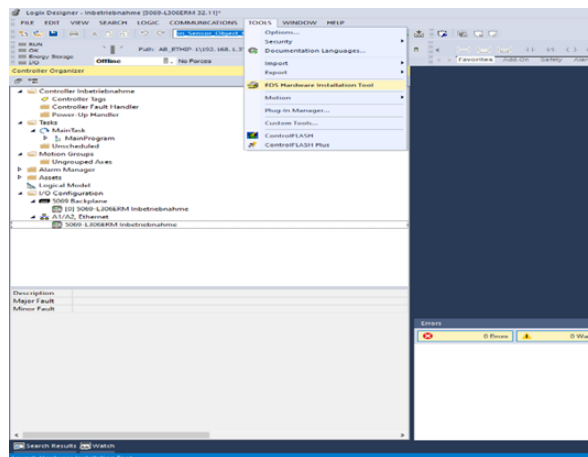 Logix Designer - Inbetriebnahme [5069-L306ERM 32.11]*
FILE EDIT VIEW SEARCH LOGIC COMMUNICATIONS TOOLS WINDOW HELP
RUN
OK
Energy Storage
I/O
Offline
No Forces
Path: AB_ETHIP-1\192.168.1.
Favorites Add-On Safety
Options...
Security
Documentation Languages...
Import
Export
EDS Hardware Installation Tool
Motion
Plug-in Manager...
Custom Tools...
ControlFLASH
ControlFLASH Plus
Controller Organizer
Controller Inbetriebnahme
Controller Tags
Controller Fault Handler
Power-Up Handler
Tasks
MainTask
MainProgram
Unscheduled
Motion Groups
Ungrouped Axes
Alarm Manager
Assets
Logical Model
I/O Configuration
5069 Backplane
[0] 5069-L306ERM Inbetriebnahme
A1/A2, Ethernet
5069-L306ERM Inbetriebnahme
Description
Major Fault
Minor Fault
Errors
0 Errors
0 Wa
Search Results Watch